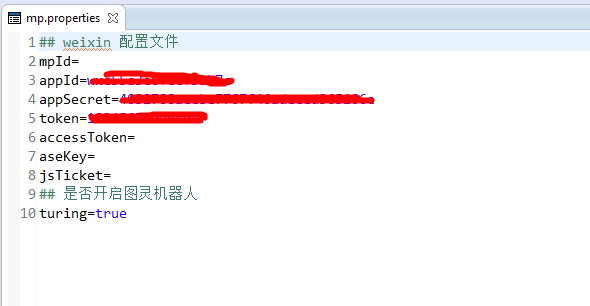 mp.properties
1 ## weixin 配置文件
2 mpId=
3 appId=
4 appSecret=
5 token=
6 accessToken=
7 aseKey=
8 jsTicket=
9 ## 是否开启图灵机器人
10 turing=true